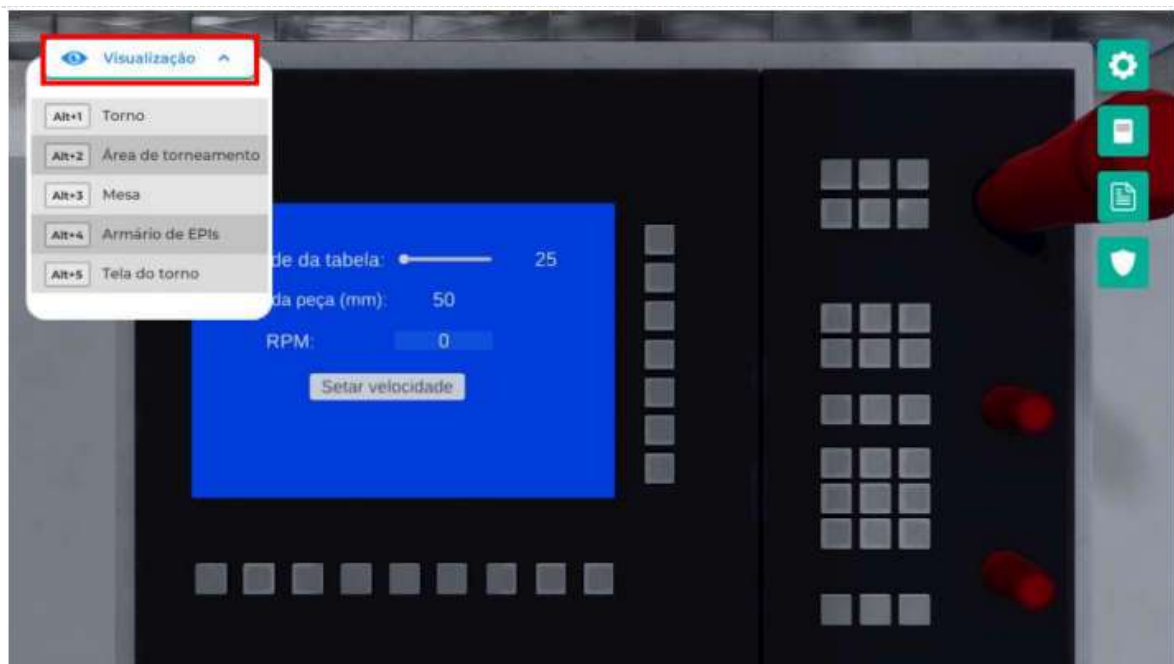 Visualização
Alt+1 Torno
Alt+2 Área de torneamento
Alt+3 Mesa
Alt+4 Armário de EPIs
Alt+5 Tela do torno
de da tabela: 25
da peça (mm): 50
RPM: 0
Setar velocidade